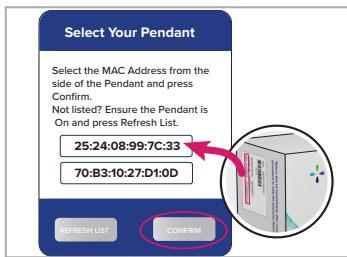 Select Your Pendant
Select the MAC Address from the
side of the Pendant and press
Confirm.
Not listed? Ensure the Pendant is
On and press Refresh List.
25:24:08:99:7C:33
70:B3:10:27:D1:0D
REFRESH LIST
CONFIRM